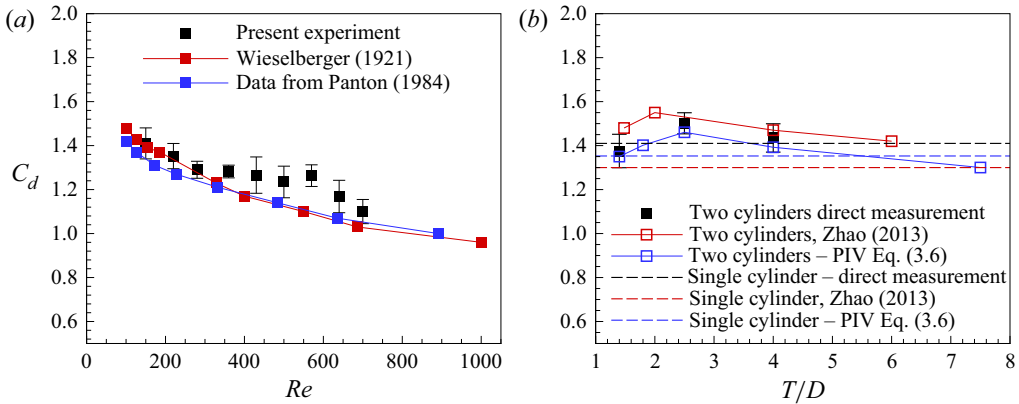 (a)
2.0
1.8
1.6
1.4
1.2
1.0
0.8
0.6
C_d
Present experiment
Wieselberger (1921)
Data from Panton (1984)
0 200 400 600 800 1000
Re
(b)
2.0
1.8
1.6
1.4
1.2
1.0
0.8
0.6
Two cylinders direct measurement
Two cylinders, Zhao (2013)
Two cylinders – PIV Eq. (3.6)
Single cylinder – direct measurement
Single cylinder, Zhao (2013)
Single cylinder – PIV Eq. (3.6)
1 2 3 4 5 6 7 8
T/D